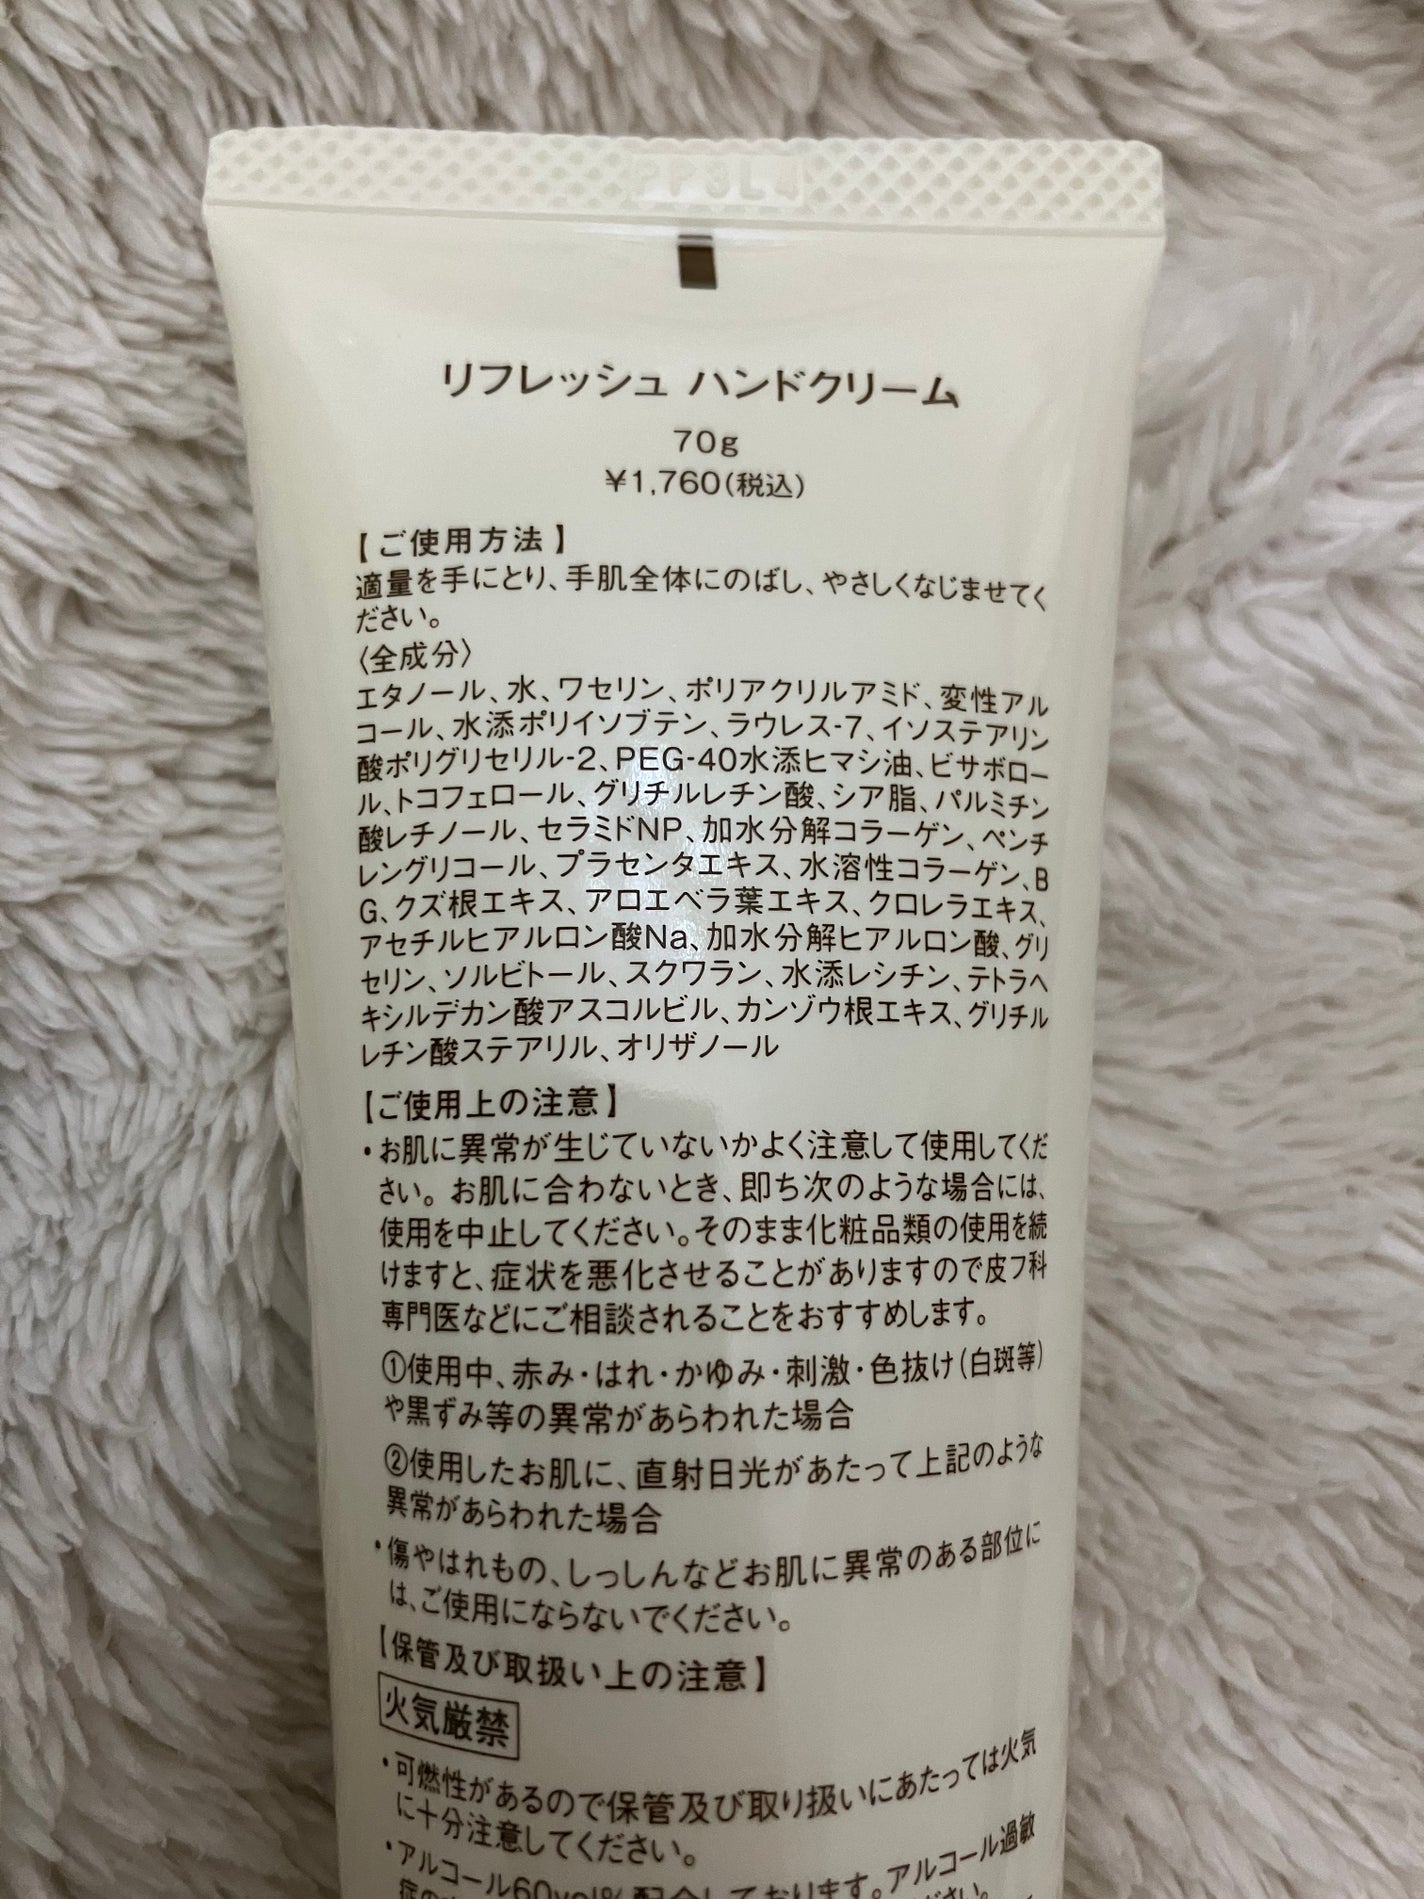 PP3L4
リフレッシュ ハンドクリーム
70g
¥1,760(税込)
【ご使用方法】
適量を手にとり、手肌全体にのばし、やさしくなじませてく
ださい。
〈全成分〉
エタノール、水、ワセリン、ポリアクリルアミド、変性アル
コール、水添ポリイソブテン、ラウレス-7、イソステアリン
酸ポリグリセリル-2、PEG-40水添ヒマシ油、ビサボロー
ル、トコフェロール、グリチルレチン酸、シア脂、パルミチン
酸レチノール、セラミドNP、加水分解コラーゲン、ペンチ
レングリコール、プラセンタエキス、水溶性コラーゲン、B
G、クズ根エキス、アロエベラ葉エキス、クロレラエキス、
アセチルヒアルロン酸Na、加水分解ヒアルロン酸、グリ
セリン、ソルビトール、スクワラン、水添レシチン、テトラヘ
キシルデカン酸アスコルビル、カンゾウ根エキス、グリチル
レチン酸ステアリル、オリザノール
【ご使用上の注意】
・お肌に異常が生じていないかよく注意して使用してくだ
さい。お肌に合わないとき、即ち次のような場合には、
使用を中止してください。そのまま化粧品類の使用を続
けますと、症状を悪化させることがありますので皮フ科
専門医などにご相談されることをおすすめします。
①使用中、赤み・はれ・かゆみ・刺激・色抜け(白斑等)
や黒ずみ等の異常があらわれた場合
②使用したお肌に、直射日光があたって上記のような
異常があらわれた場合
・傷やはれもの、しっしんなどお肌に異常のある部位に
は、ご使用にならないでください。
【保管及び取扱い上の注意】
火気厳禁
・可燃性があるので保管及び取り扱いにあたっては火気
に十分注意してください。
・アルコール60vol%配合しております。アルコール過敏